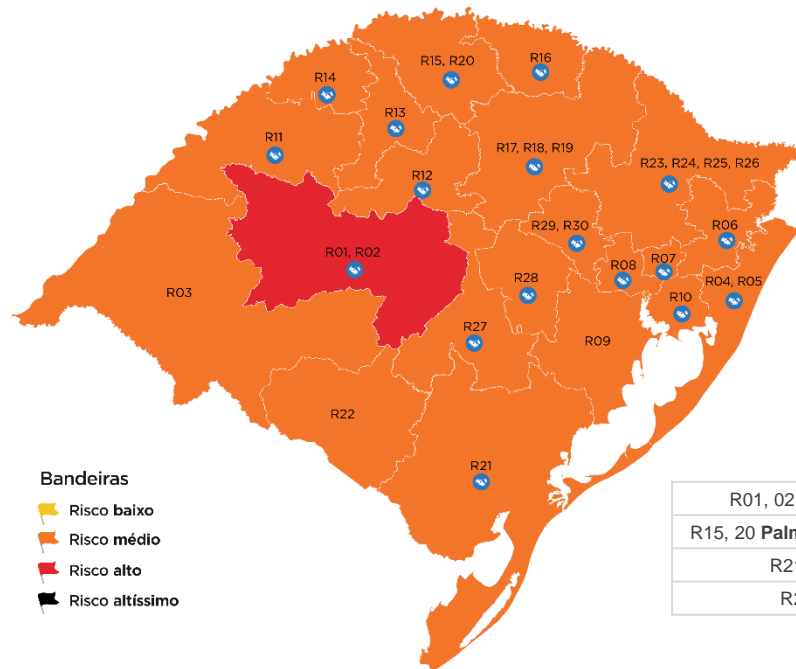 R16
R15, R20
R14
R13
R11
R17, R18, R19
R23, R24, R25, R26
R12
R29, R30
R06
R01, R02
R07
R08
R28
R04, R05
R03
R10
R27
R09
R22
R21
Bandeiras
Risco baixo
Risco médio
Risco alto
Risco altíssimo
R01, 02
R15, 20
R21